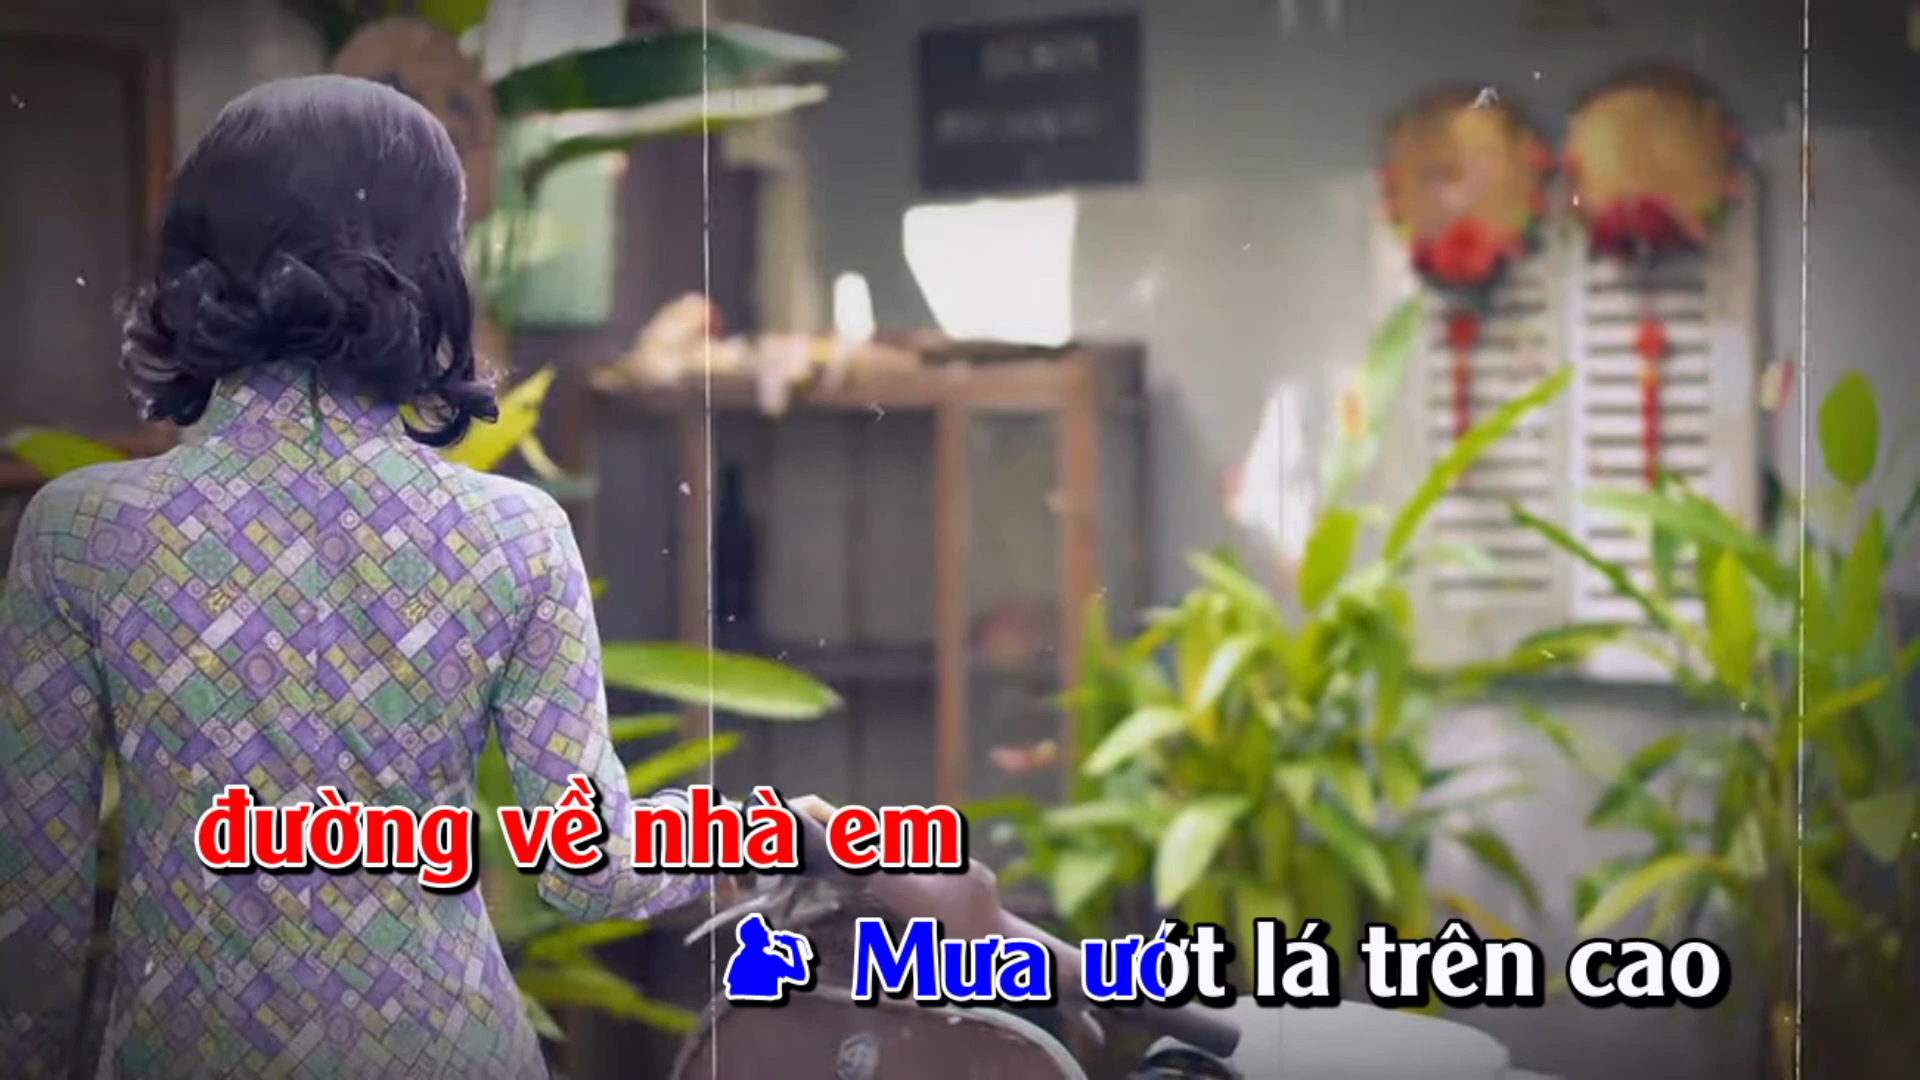 đường về nhà em
Mưa ướt lá trên cao